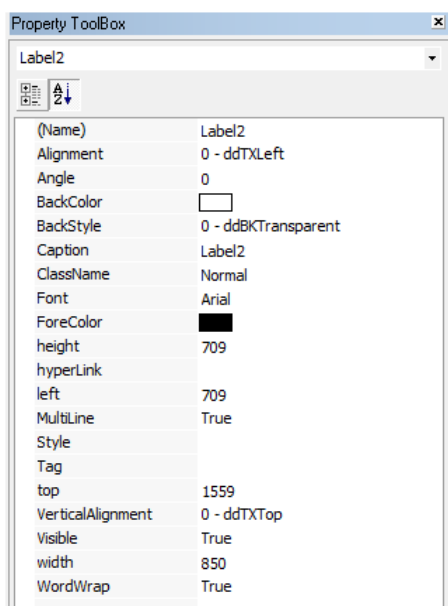 Property ToolBox
Label2
(Name) Label2
Alignment 0 - ddTXLeft
Angle 0
BackColor
BackStyle 0 - ddBKTransparent
Caption Label2
ClassName Normal
Font Arial
ForeColor
height 709
hyperLink
left 709
MultiLine True
Style
Tag
top 1559
VerticalAlignment 0 - ddTXTop
Visible True
width 850
WordWrap True